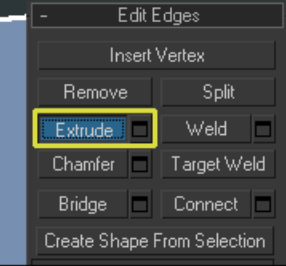 - Edit Edges
Insert Vertex
Remove Split
Extrude Weld
Chamfer Target Weld
Bridge Connect
Create Shape From Selection